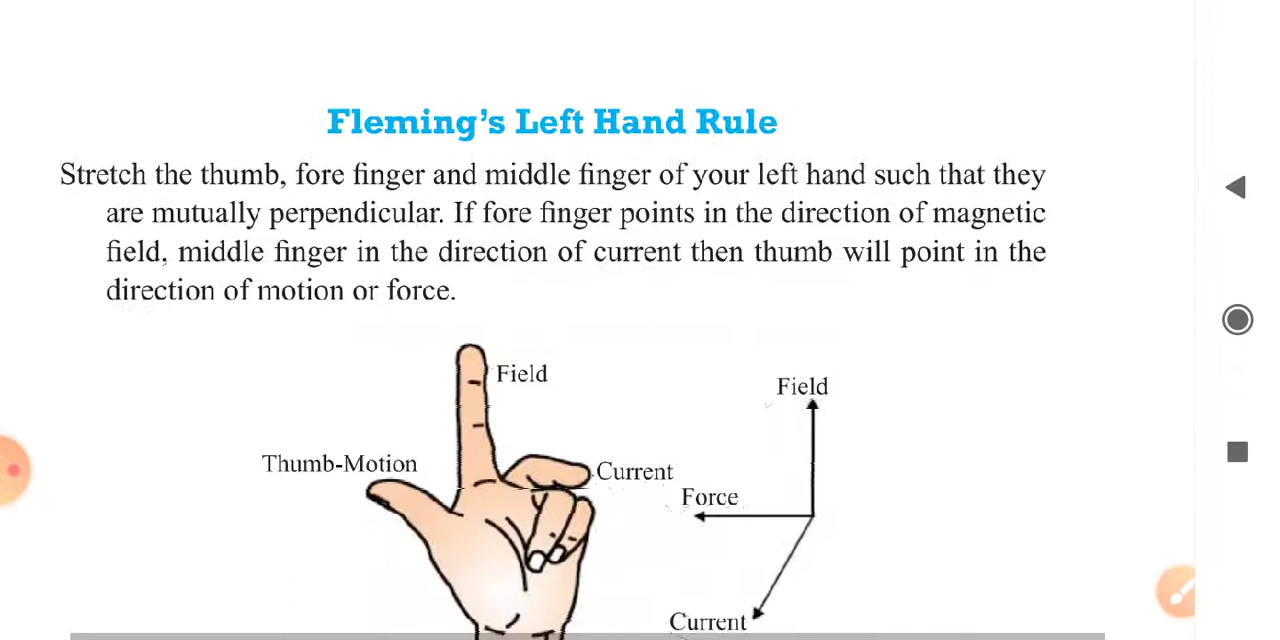 Fleming's Left Hand Rule
Stretch the thumb, fore finger and middle finger of your left hand such that they
are mutually perpendicular. If fore finger points in the direction of magnetic
field, middle finger in the direction of current then thumb will point in the
direction of motion or force.
Field
Field
Thumb-Motion
Current
Force
Current